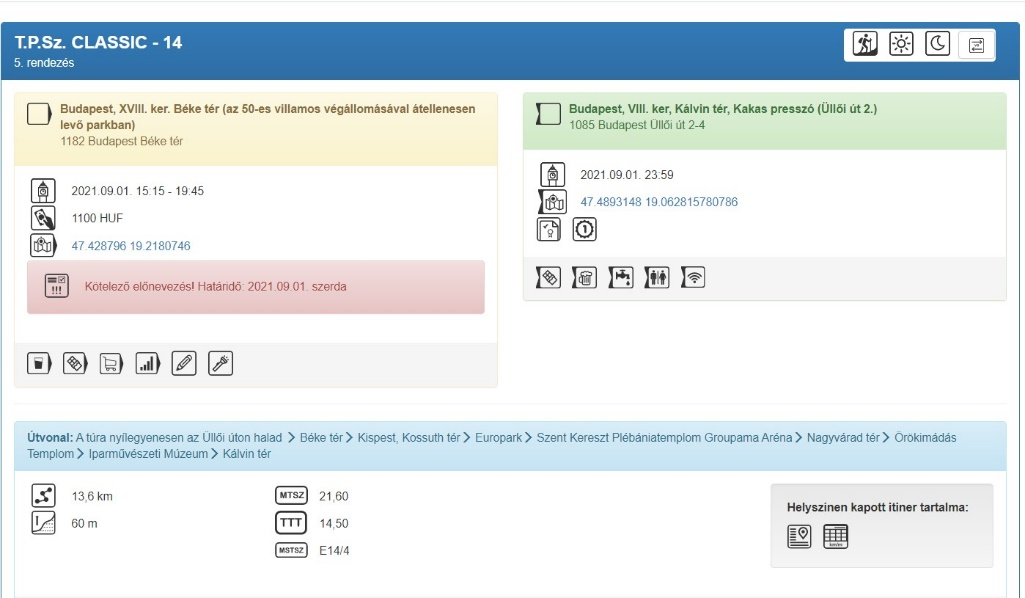 T.P.Sz. CLASSIC - 14
5. rendezés
Budapest, XVIII. ker. Béke tér (az 50-es villamos végállomásával átellenesen
levő parkban)
1182 Budapest Béke tér
2021.09.01. 15:15 - 19:45
1100 HUF
47.428796 19.2180746
Kötelező előnevezés! Határidő: 2021.09.01. szerda
Budapest, VIII. ker, Kálvin tér, Kakas presszó (Üllői út 2.)
1085 Budapest Üllői út 2-4
2021.09.01. 23:59
47.4893148 19.062815780786
Útvonal: A túra nyílegyenesen az Üllői úton halad > Béke tér > Kispest, Kossuth tér > Europark > Szent Kereszt Plébániatemplom Groupama Aréna > Nagyvárad tér > Örökimádás
Templom > Iparművészeti Múzeum > Kálvin tér
13,6 km
60 m
MTSZ 21,60
TTT 14,50
MSTSZ E14/4
Helyszínen kapott itiner tartalma: